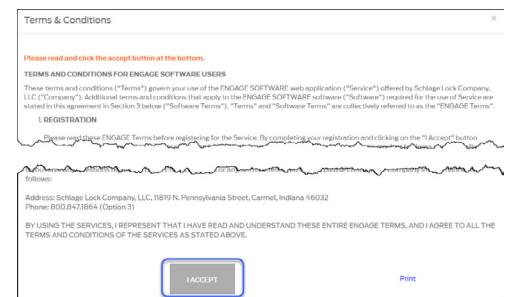 Terms & Conditions
×
Please read and click the accept button at the bottom.
TERMS AND CONDITIONS FOR ENGAGE SOFTWARE USERS
These terms and conditions ("Terms") govern your use of the ENGAGE SOFTWARE web application ("Service") offered by Schlage Lock Company,
LLC ("Company"). Additional terms and conditions that apply to the ENGAGE SOFTWARE software ("Software") required for the use of Service are
stated in this agreement in Section 3 below ("Software Terms"). "Terms" and "Software Terms" are collectively referred to as the "ENGAGE Terms".
1. REGISTRATION
Please read these ENGAGE Terms before registering for the Service. By completing your registration and clicking on the "I Accept" button
follows:
Address: Schlage Lock Company, LLC, 11819 N. Pennsylvania Street, Carmel, Indiana 46032
Phone: 800.847.1864 (Option 3)
BY USING THE SERVICES, I REPRESENT THAT I HAVE READ AND UNDERSTAND THESE ENTIRE ENGAGE TERMS, AND I AGREE TO ALL THE
TERMS AND CONDITIONS OF THE SERVICES AS STATED ABOVE.
I ACCEPT
Print